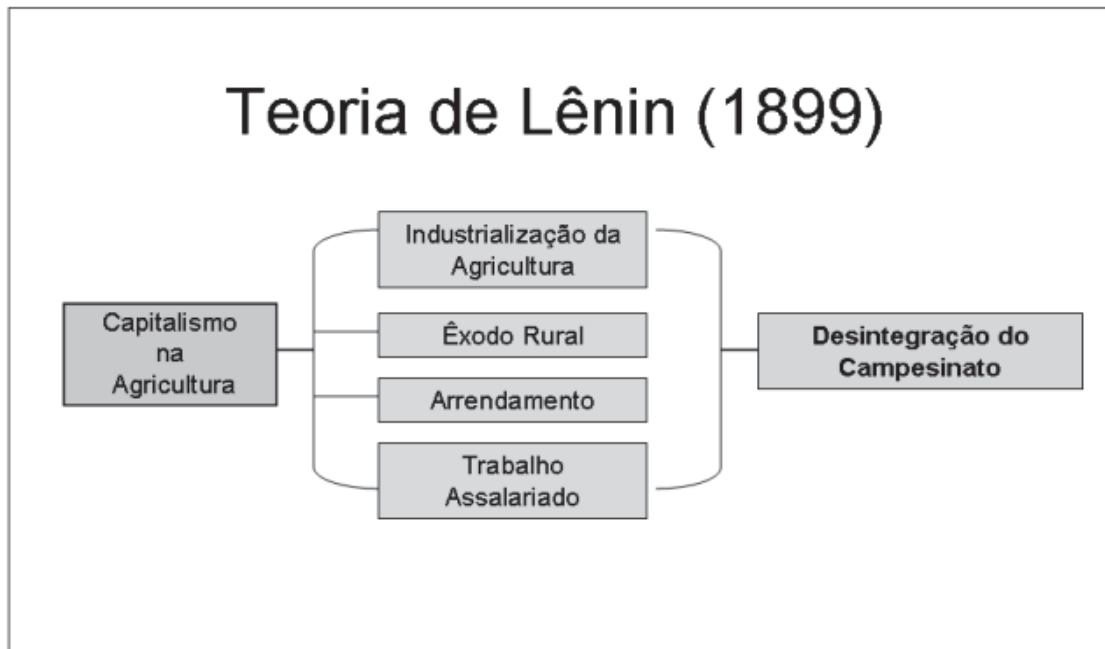 Teoria de Lênin (1899)
Capitalismo
na
Agricultura
Industrialização da
Agricultura
Êxodo Rural
Arrendamento
Trabalho
Assalariado
Desintegração do
Campesinato